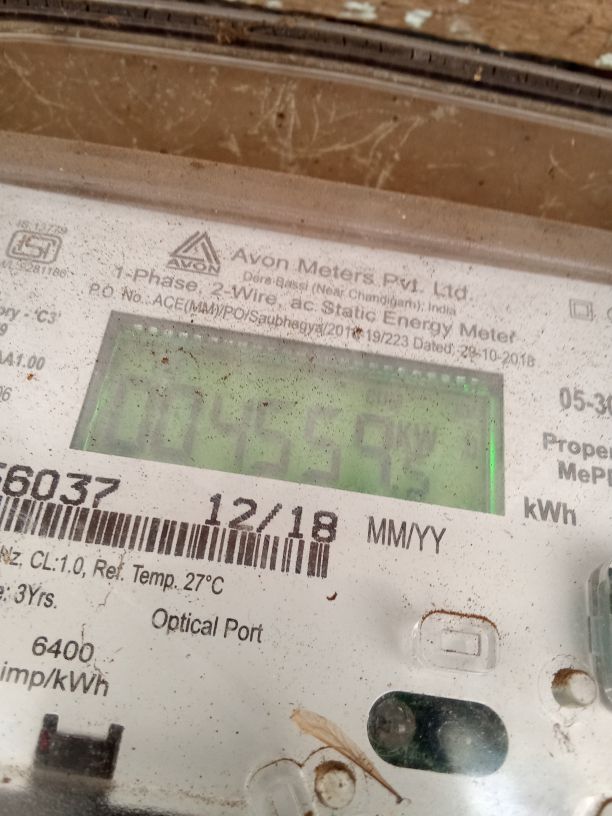 IS:13779
AVON
Avon Meters Pvt. Ltd.
Dera Bassi (Near Chandigarh), India
1-Phase, 2-Wire, ac Static Energy Meter
P.O. No.:ACE(MM)/PO/Saubhagya/2018-19/223 Dated :29-10-2018
ory - 'C3'
A1.00
05-30
004559
KW
Proper
MePD
kWh
56037
12/18
MM/YY
Hz, CL:1.0, Ref. Temp. 27°C
e: 3Yrs.
Optical Port
6400
imp/kWh